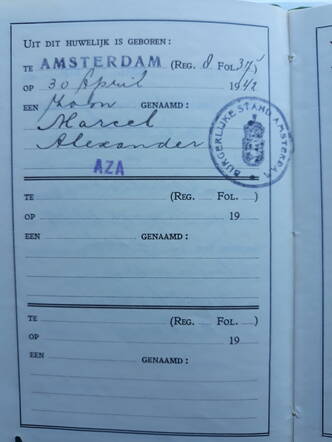 UIT DIT HUWELIJK IS GEBOREN:
TE AMSTERDAM (REG. 8 FOL. 37⁵)
OP 30 April 1942
EEN Zoon GENAAMD:
Marcel
Alexander
AZA
BURGERLIJKE STAND AMSTERDAM
TE (REG. FOL. )
OP 19
EEN GENAAMD:
TE (REG. FOL. )
OP 19
EEN GENAAMD: